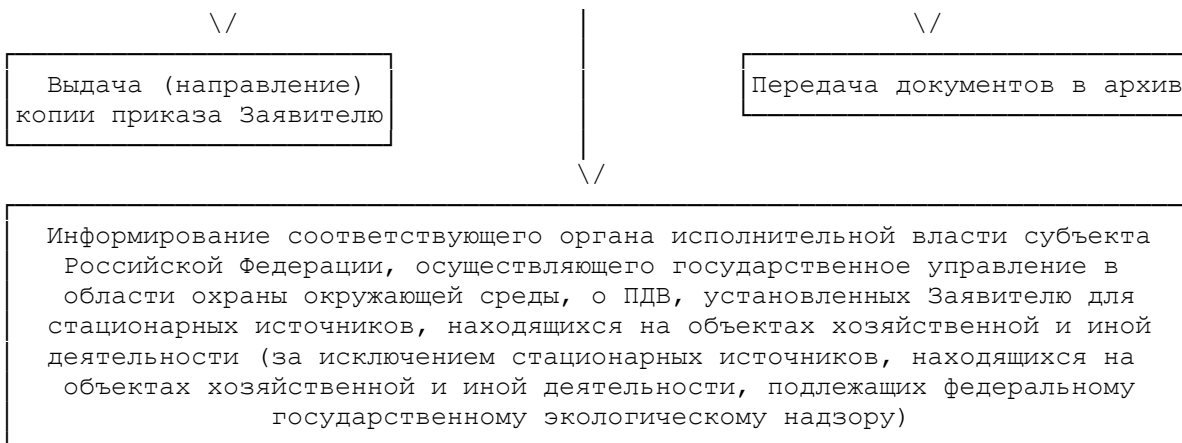 Выдача (направление)
копии приказа Заявителю
Передача документов в архив
Информирование соответствующего органа исполнительной власти субъекта
Российской Федерации, осуществляющего государственное управление в
области охраны окружающей среды, о ПДВ, установленных Заявителю для
стационарных источников, находящихся на объектах хозяйственной и иной
деятельности (за исключением стационарных источников, находящихся на
объектах хозяйственной и иной деятельности, подлежащих федеральному
государственному экологическому надзору)